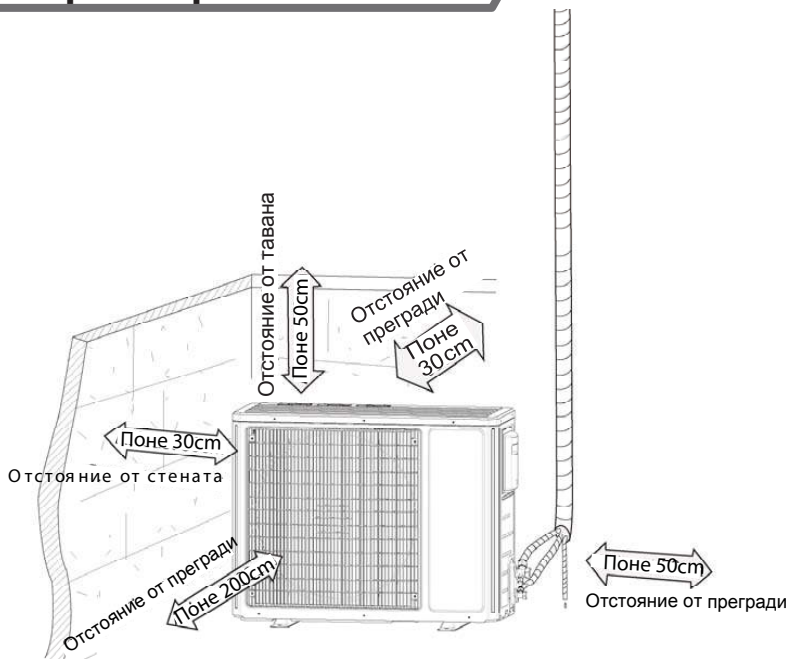 Отстояние от тавана
Поне 50cm
Отстояние от
прегради
Поне
30cm
Поне 30cm
Отстояние от стената
Отстояние от прегради
Поне 200cm
Поне 50cm
Отстояние от прегради